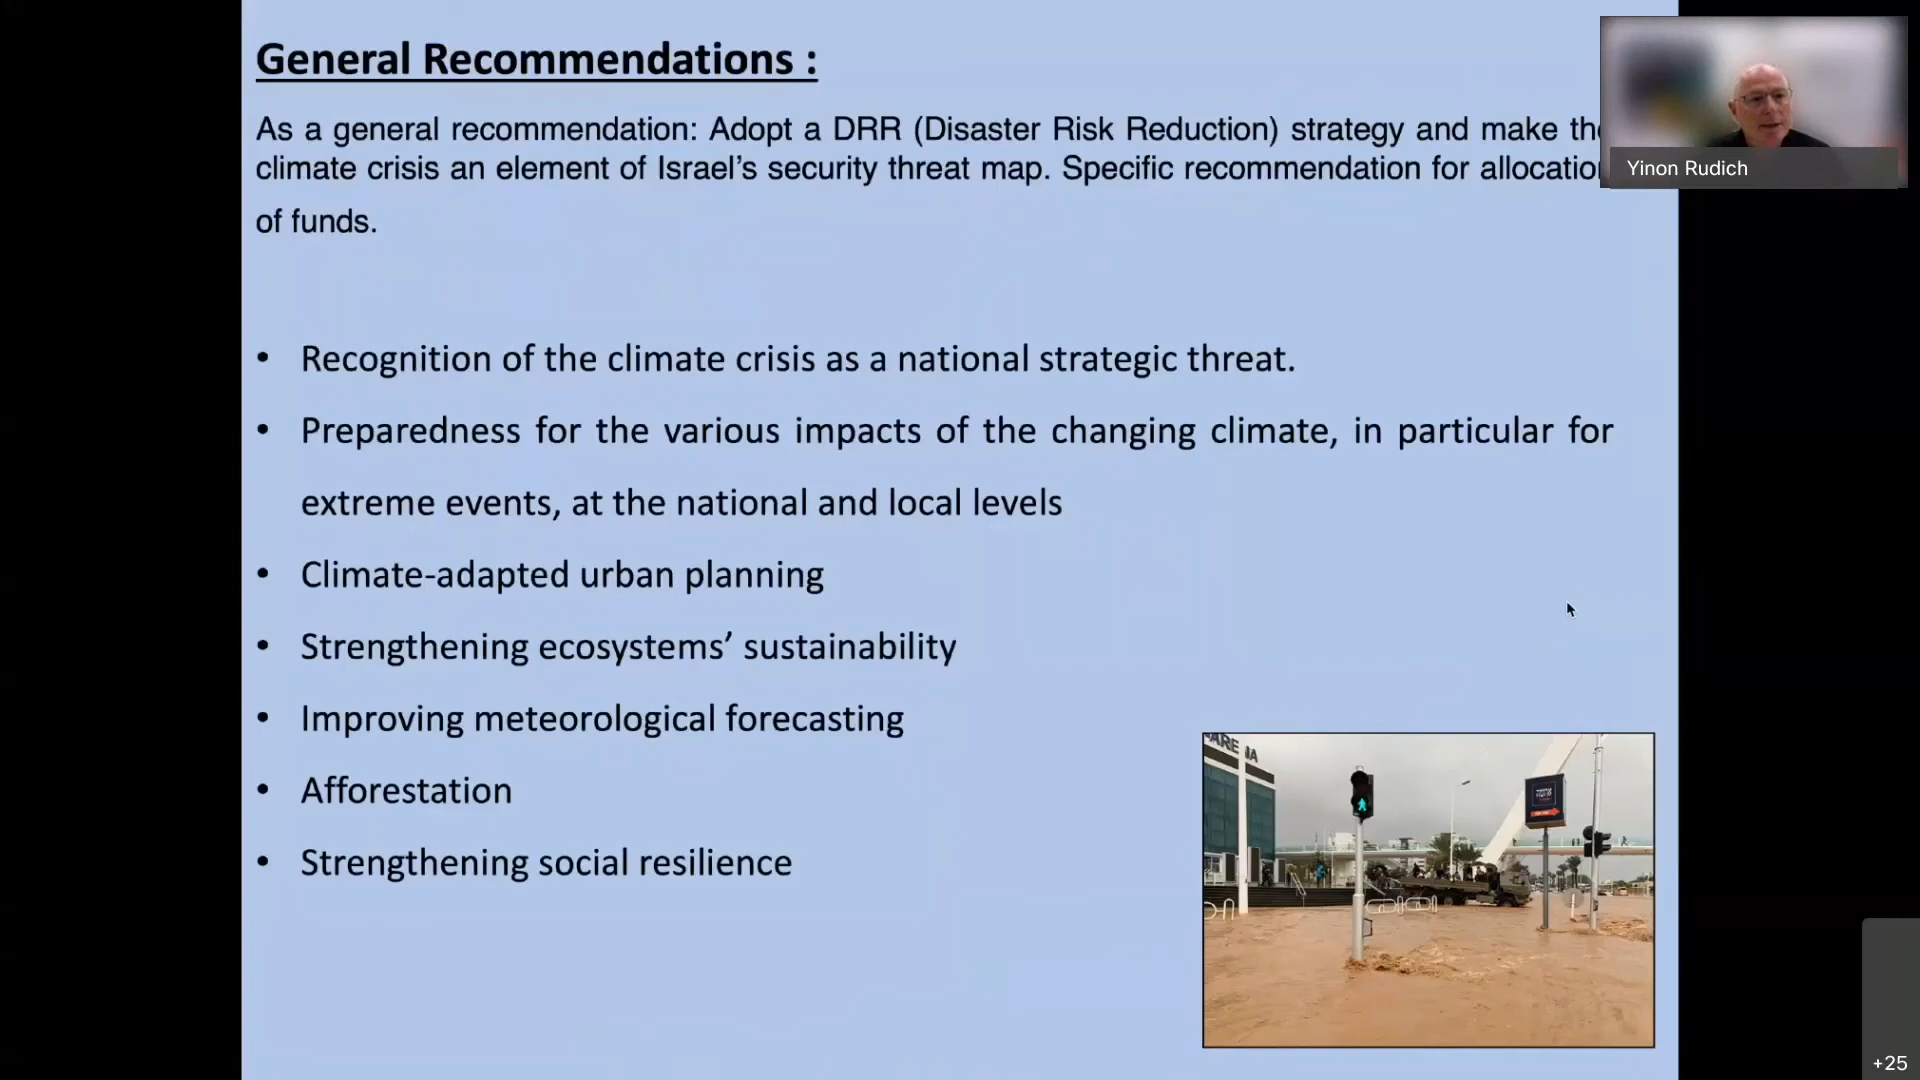 General Recommendations :
As a general recommendation: Adopt a DRR (Disaster Risk Reduction) strategy and make the
climate crisis an element of Israel’s security threat map. Specific recommendation for allocation
of funds.
• Recognition of the climate crisis as a national strategic threat.
• Preparedness for the various impacts of the changing climate, in particular for
extreme events, at the national and local levels
• Climate-adapted urban planning
• Strengthening ecosystems’ sustainability
• Improving meteorological forecasting
• Afforestation
• Strengthening social resilience
Yinon Rudich
+25